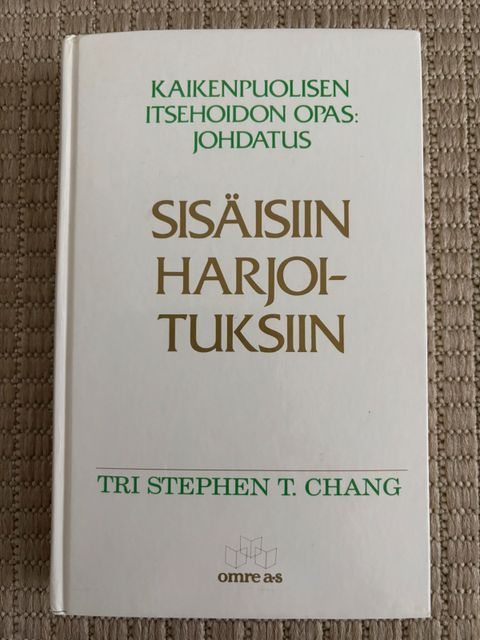 KAIKENPUOLISEN
ITSEHOIDON OPAS:
JOHDATUS
SISÄISIIN
HARJOI-
TUKSIIN
TRI STEPHEN T. CHANG
omre a·s